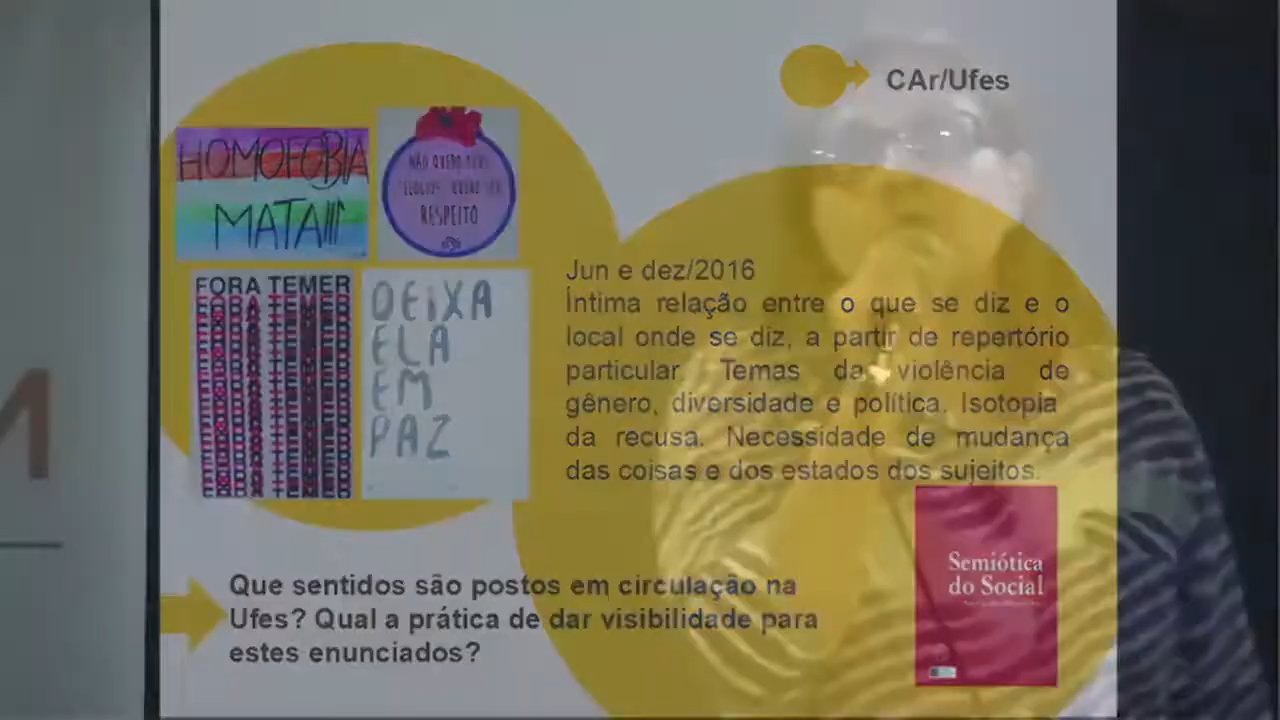 CAr/Ufes
HOMOFOBIA
MATA!!!
NÃO QUERO
RESPEITO
FORA TEMER
DEIXA
ELA
EM
PAZ
Jun e dez/2016
Íntima relação entre o que se diz e o
local onde se diz, a partir de repertório
particular. Temas da violência de
gênero, diversidade e política. Isotopia
da recusa. Necessidade de mudança
das coisas e dos estados dos sujeitos.
Semiótica
do Social
Que sentidos são postos em circulação na
Ufes? Qual a prática de dar visibilidade para
estes enunciados?
M